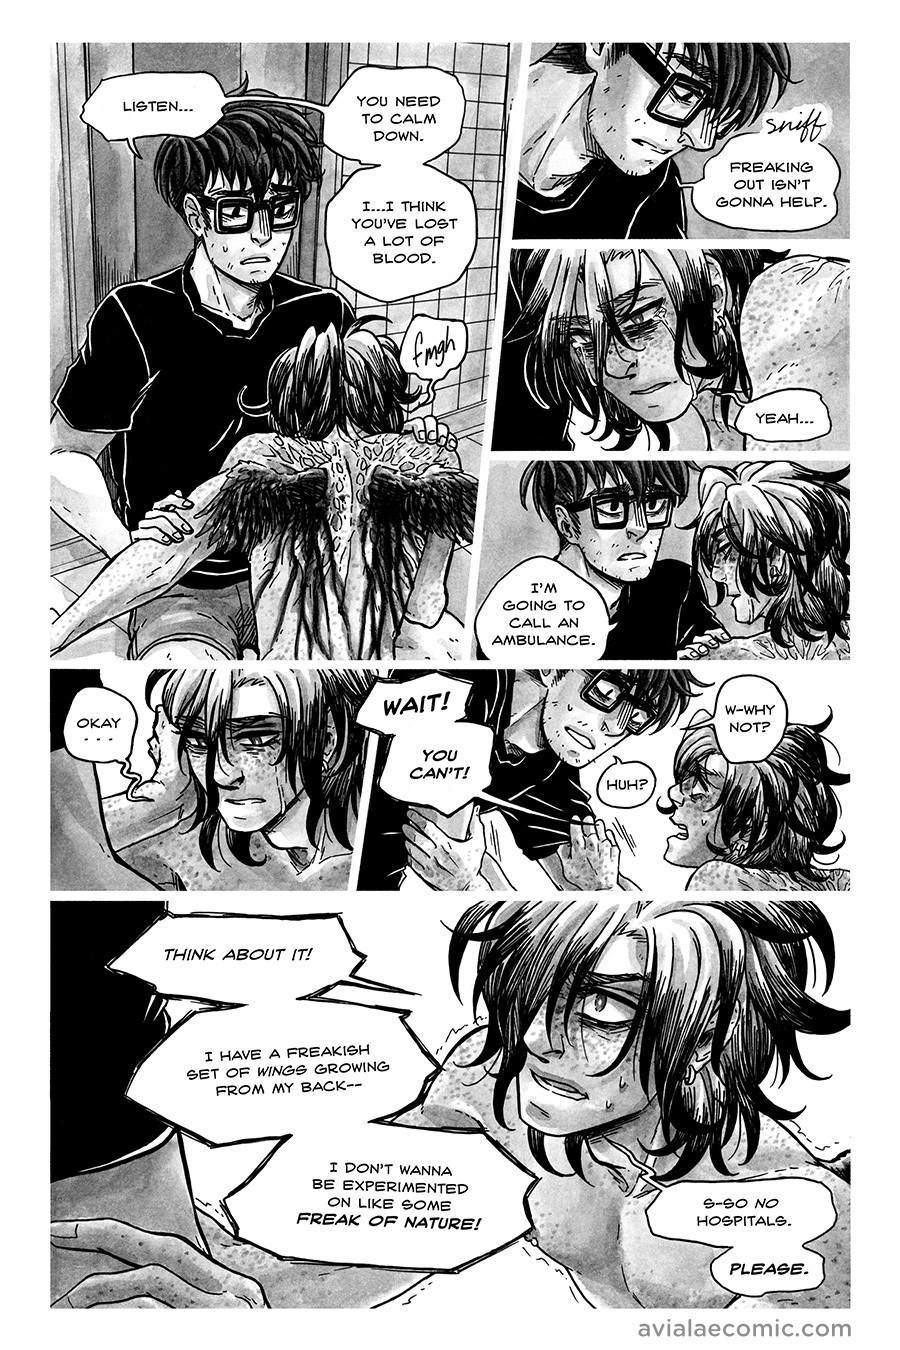 LISTEN...
YOU NEED
TO CALM
DOWN.
I...I THINK
YOU'VE LOST
A LOT OF
BLOOD.
fmgh
sniff
FREAKING
OUT ISN'T
GONNA HELP.
YEAH...
I'M
GOING TO
CALL AN
AMBULANCE.
OKAY
...
WAIT!
YOU
CAN'T!
HUH?
W-WHY
NOT?
THINK ABOUT IT!
I HAVE A FREAKISH
SET OF WINGS GROWING
FROM MY BACK--
I DON'T WANNA
BE EXPERIMENTED
ON LIKE SOME
FREAK OF NATURE!
S-SO NO
HOSPITALS.
PLEASE.
avialaecomic.com